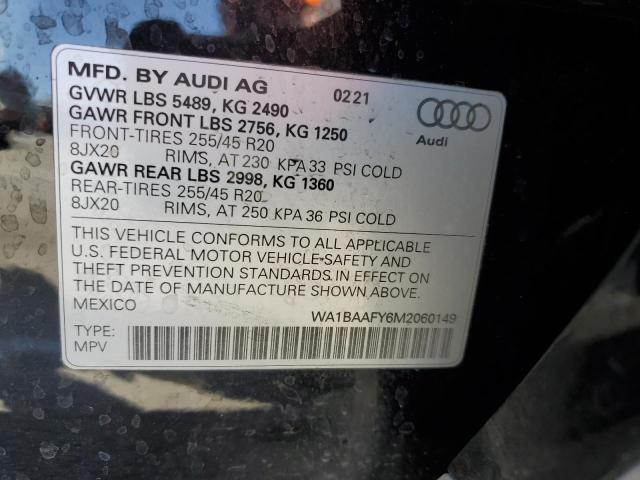 MFD. BY AUDI AG 0221
GVWR LBS 5489, KG 2490
GAWR FRONT LBS 2756, KG 1250
FRONT-TIRES 255/45 R20
8JX20 RIMS, AT 230 KPA 33 PSI COLD
GAWR REAR LBS 2998, KG 1360
REAR-TIRES 255/45 R20
8JX20 RIMS, AT 250 KPA 36 PSI COLD
Audi
THIS VEHICLE CONFORMS TO ALL APPLICABLE
U.S. FEDERAL MOTOR VEHICLE SAFETY AND
THEFT PREVENTION STANDARDS IN EFFECT ON
THE DATE OF MANUFACTURE SHOWN ABOVE.
MEXICO WA1BAAFY6M2060149
TYPE:
MPV